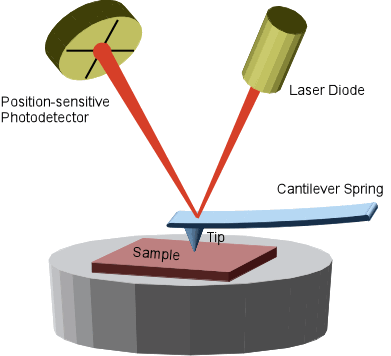 Position-sensitive
Photodetector
Laser Diode
Cantilever Spring
Tip
Sample